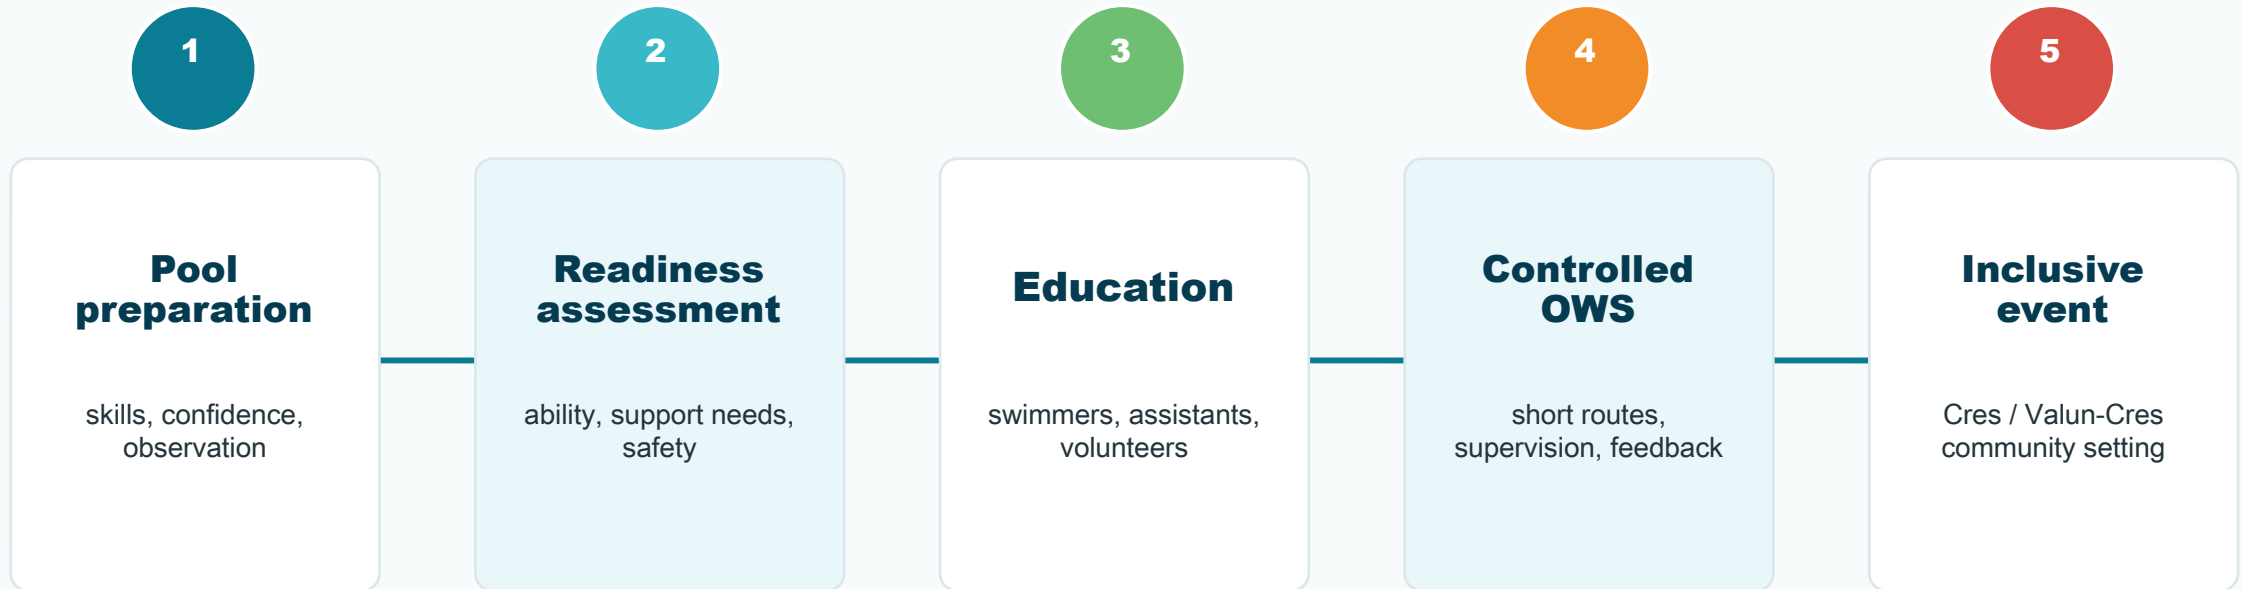 1
Pool
preparation
skills, confidence,
observation
2
Readiness
assessment
ability, support needs,
safety
3
Education
swimmers, assistants,
volunteers
4
Controlled
OWS
short routes,
supervision, feedback
5
Inclusive
event
Cres / Valun-Cres
community setting